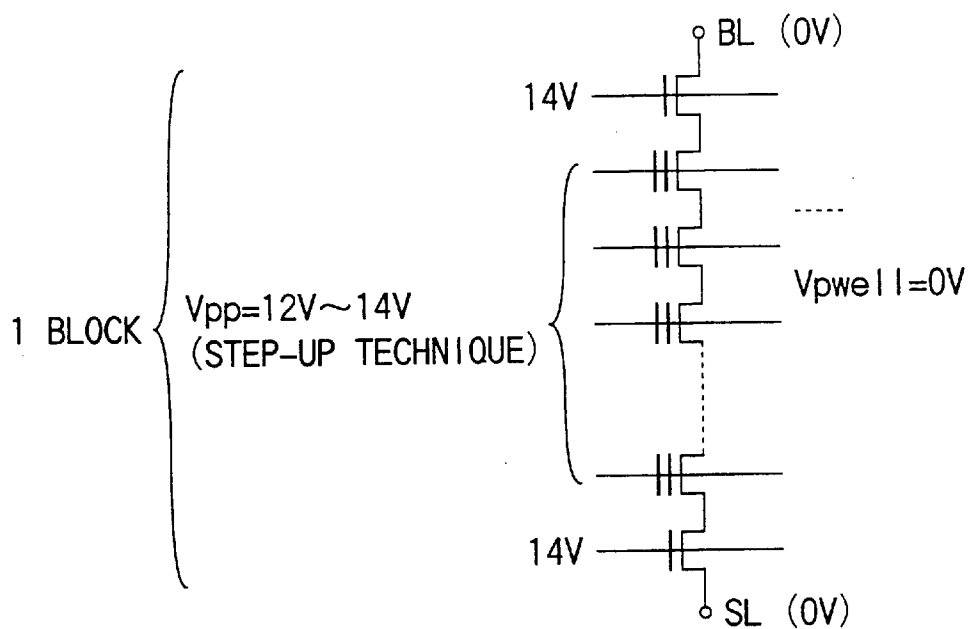 BL (0V)
14V
Vpwell=0V
1 BLOCK
Vpp=12V～14V
(STEP-UP TECHNIQUE)
14V
SL (0V)